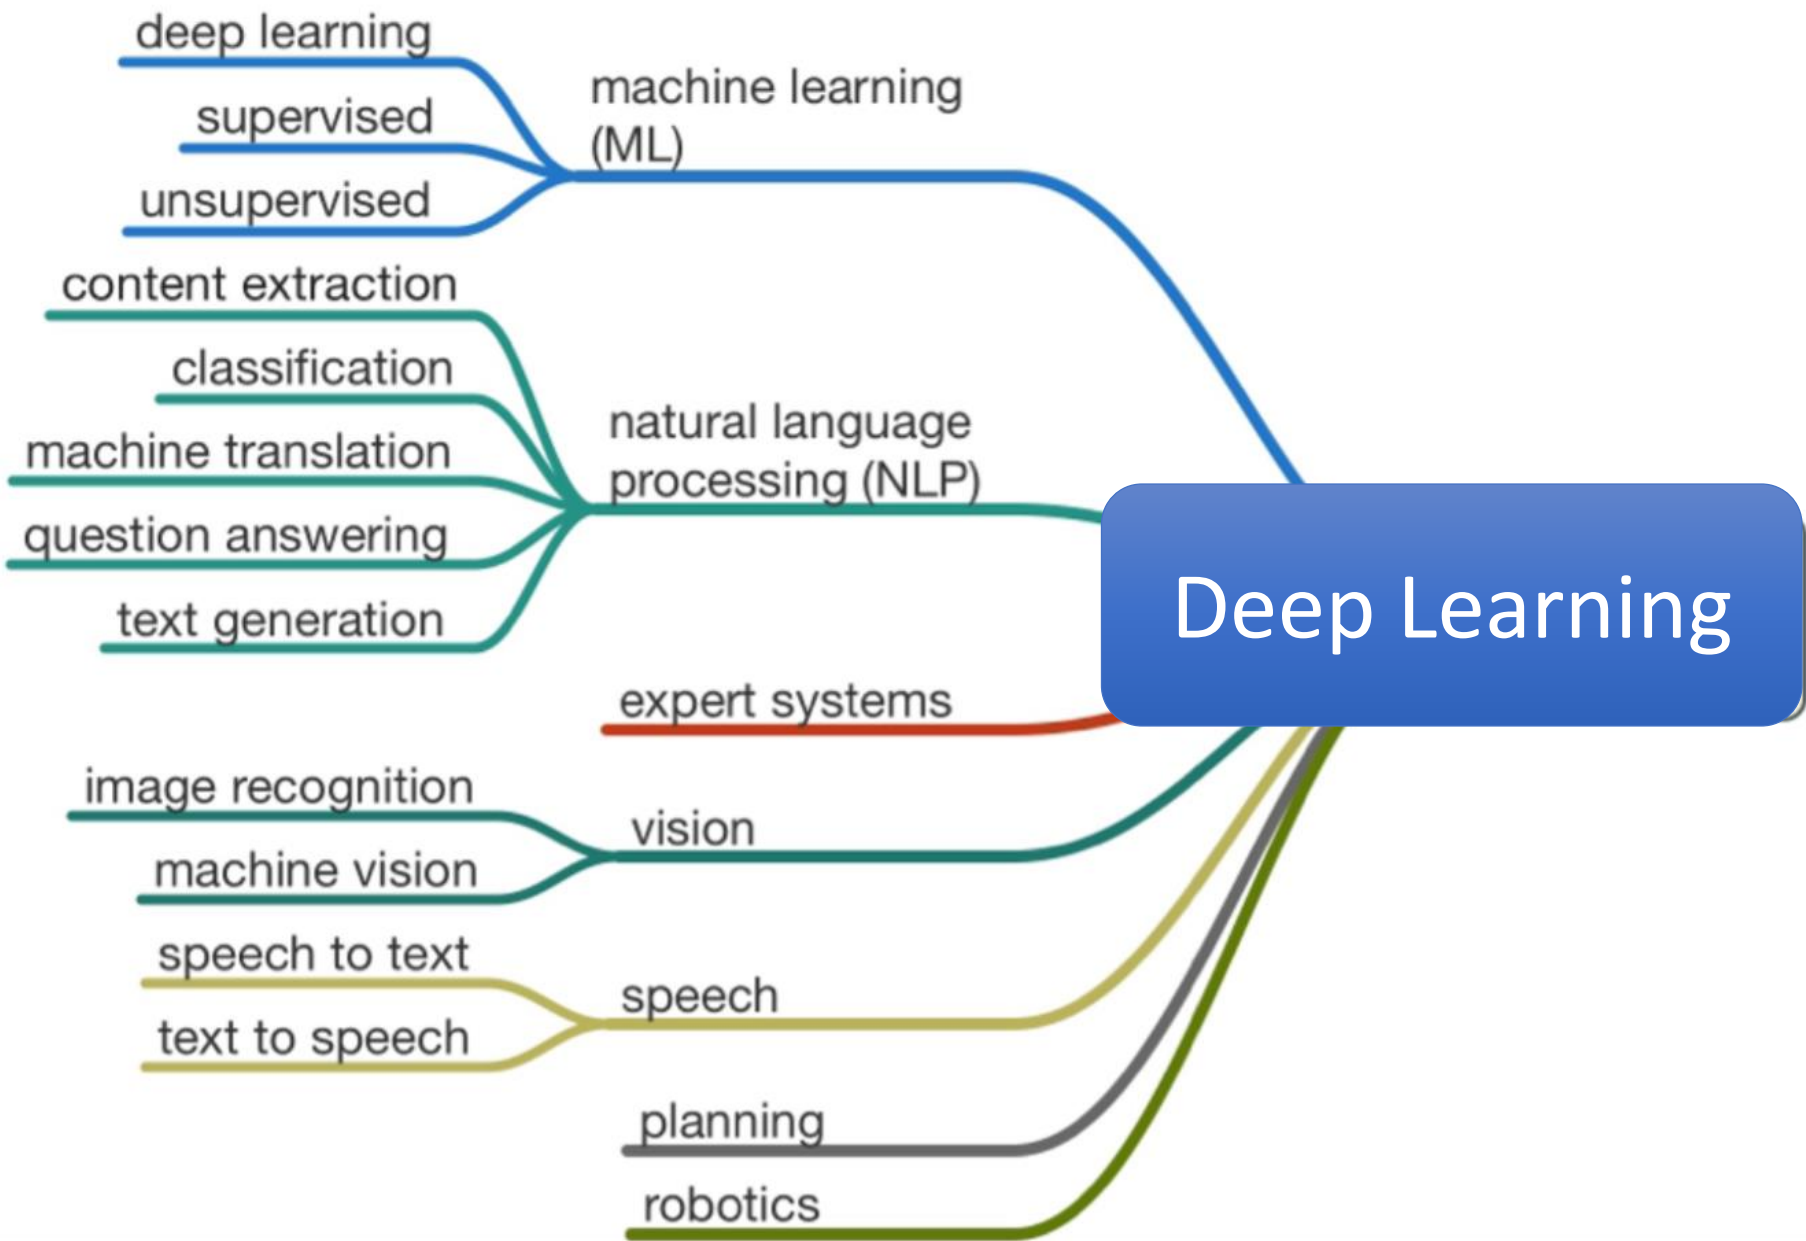 deep learning
supervised
unsupervised
machine learning
(ML)
content extraction
classification
machine translation
question answering
text generation
natural language
processing (NLP)
Deep Learning
expert systems
image recognition
machine vision
vision
speech to text
text to speech
speech
planning
robotics